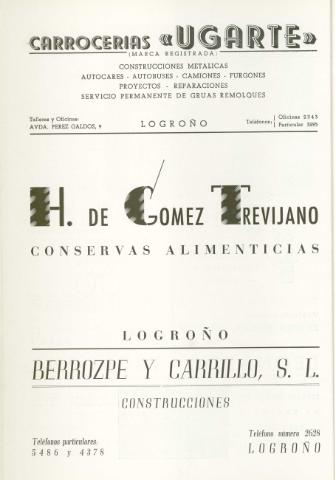 CARROCERIAS «UGARTE»
(MARCA REGISTRADA)
CONSTRUCCIONES METALICAS
AUTOCARES - AUTOBUSES - CAMIONES - FURGONES
PROYECTOS - REPARACIONES
SERVICIO PERMANENTE DE GRUAS REMOLQUES
Talleres y Oficinas:
AVDA. PEREZ GALDOS, 9
LOGROÑO
Teléfonos:
Oficinas 2343
Particular 3895
H. DE GOMEZ TREVIJANO
CONSERVAS ALIMENTICIAS
LOGROÑO
BERROZPE Y CARRILLO, S. L.
CONSTRUCCIONES
Teléfonos particulares:
5486 y 4378
Teléfono número 2628
LOGROÑO